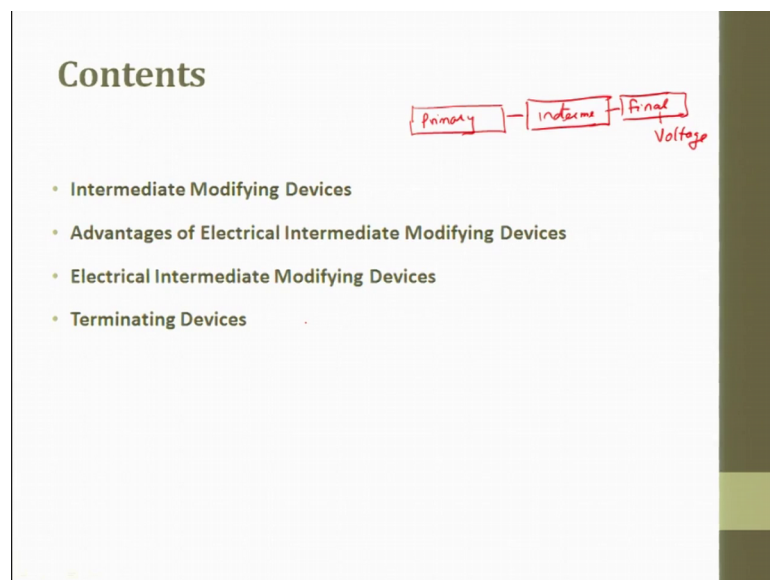 Contents
Primary — Interme — Final
Voltage
• Intermediate Modifying Devices
• Advantages of Electrical Intermediate Modifying Devices
• Electrical Intermediate Modifying Devices
• Terminating Devices